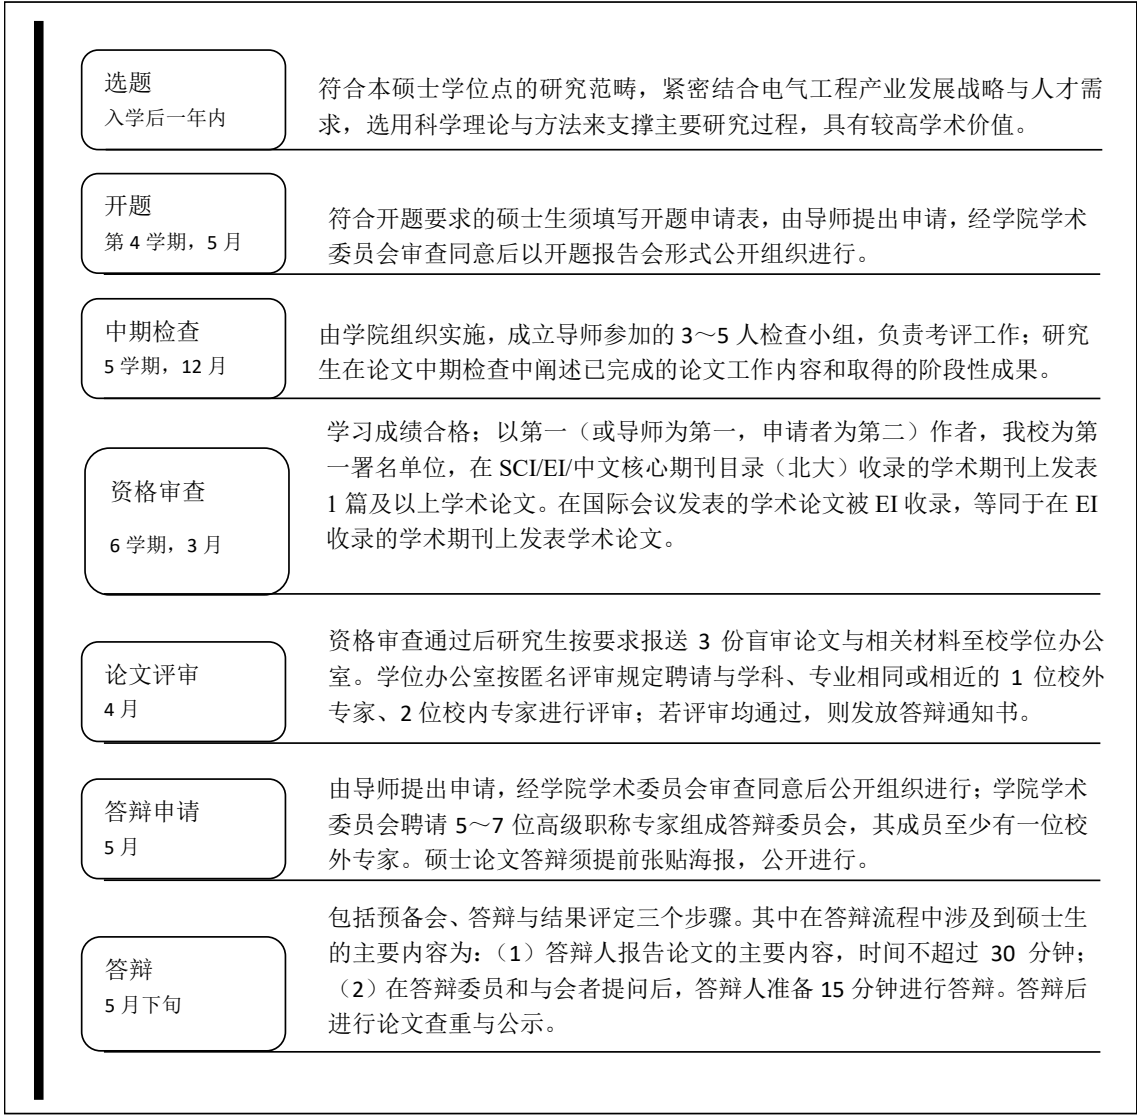 选题
入学后一年内
符合本硕士学位点的研究范畴，紧密结合电气工程产业发展战略与人才需
求，选用科学理论与方法来支撑主要研究过程，具有较高学术价值。
开题
第 4 学期，5 月
符合开题要求的硕士生须填写开题申请表，由导师提出申请，经学院学术
委员会审查同意后以开题报告会形式公开组织进行。
中期检查
5 学期，12 月
由学院组织实施，成立导师参加的 3～5 人检查小组，负责考评工作；研究
生在论文中期检查中阐述已完成的论文工作内容和取得的阶段性成果。
资格审查
6 学期，3 月
学习成绩合格；以第一（或导师为第一，申请者为第二）作者，我校为第
一署名单位，在 SCI/EI/中文核心期刊目录（北大）收录的学术期刊上发表
1 篇及以上学术论文。在国际会议发表的学术论文被 EI 收录，等同于在 EI
收录的学术期刊上发表学术论文。
论文评审
4 月
资格审查通过后研究生按要求报送 3 份盲审论文与相关材料至校学位办公
室。学位办公室按匿名评审规定聘请与学科、专业相同或相近的 1 位校外
专家、2 位校内专家进行评审；若评审均通过，则发放答辩通知书。
答辩申请
5 月
由导师提出申请，经学院学术委员会审查同意后公开组织进行；学院学术
委员会聘请 5～7 位高级职称专家组成答辩委员会，其成员至少有一位校
外专家。硕士论文答辩须提前张贴海报，公开进行。
答辩
5 月下旬
包括预备会、答辩与结果评定三个步骤。其中在答辩流程中涉及到硕士生
的主要内容为：（1）答辩人报告论文的主要内容，时间不超过 30 分钟；
（2）在答辩委员和与会者提问后，答辩人准备 15 分钟进行答辩。答辩后
进行论文查重与公示。